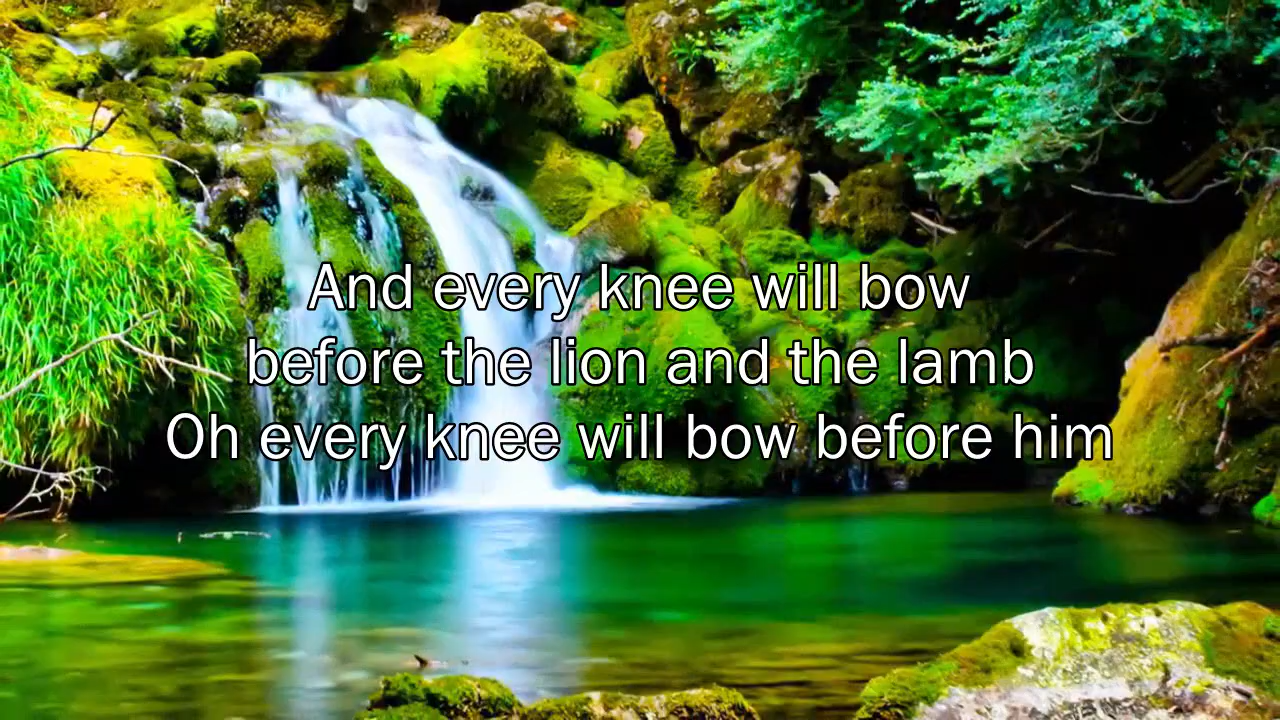 And every knee will bow
before the lion and the lamb
Oh every knee will bow before him